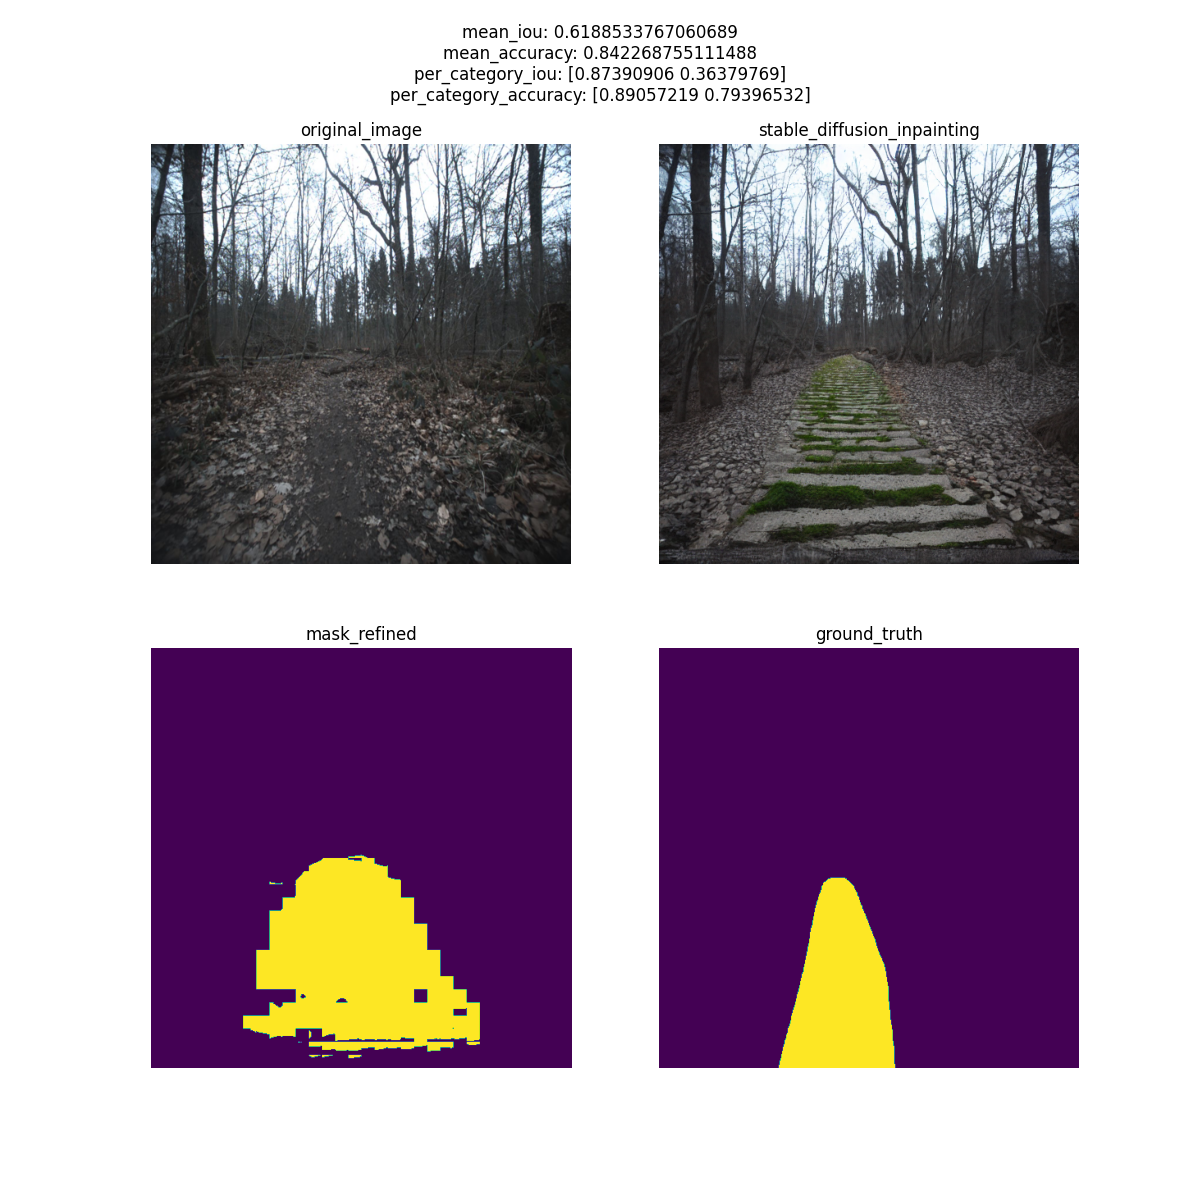 mean_iou: 0.6188533767060689
mean_accuracy: 0.842268755111488
per_category_iou: [0.87390906 0.36379769]
per_category_accuracy: [0.89057219 0.79396532]
original_image
stable_diffusion_inpainting
mask_refined
ground_truth